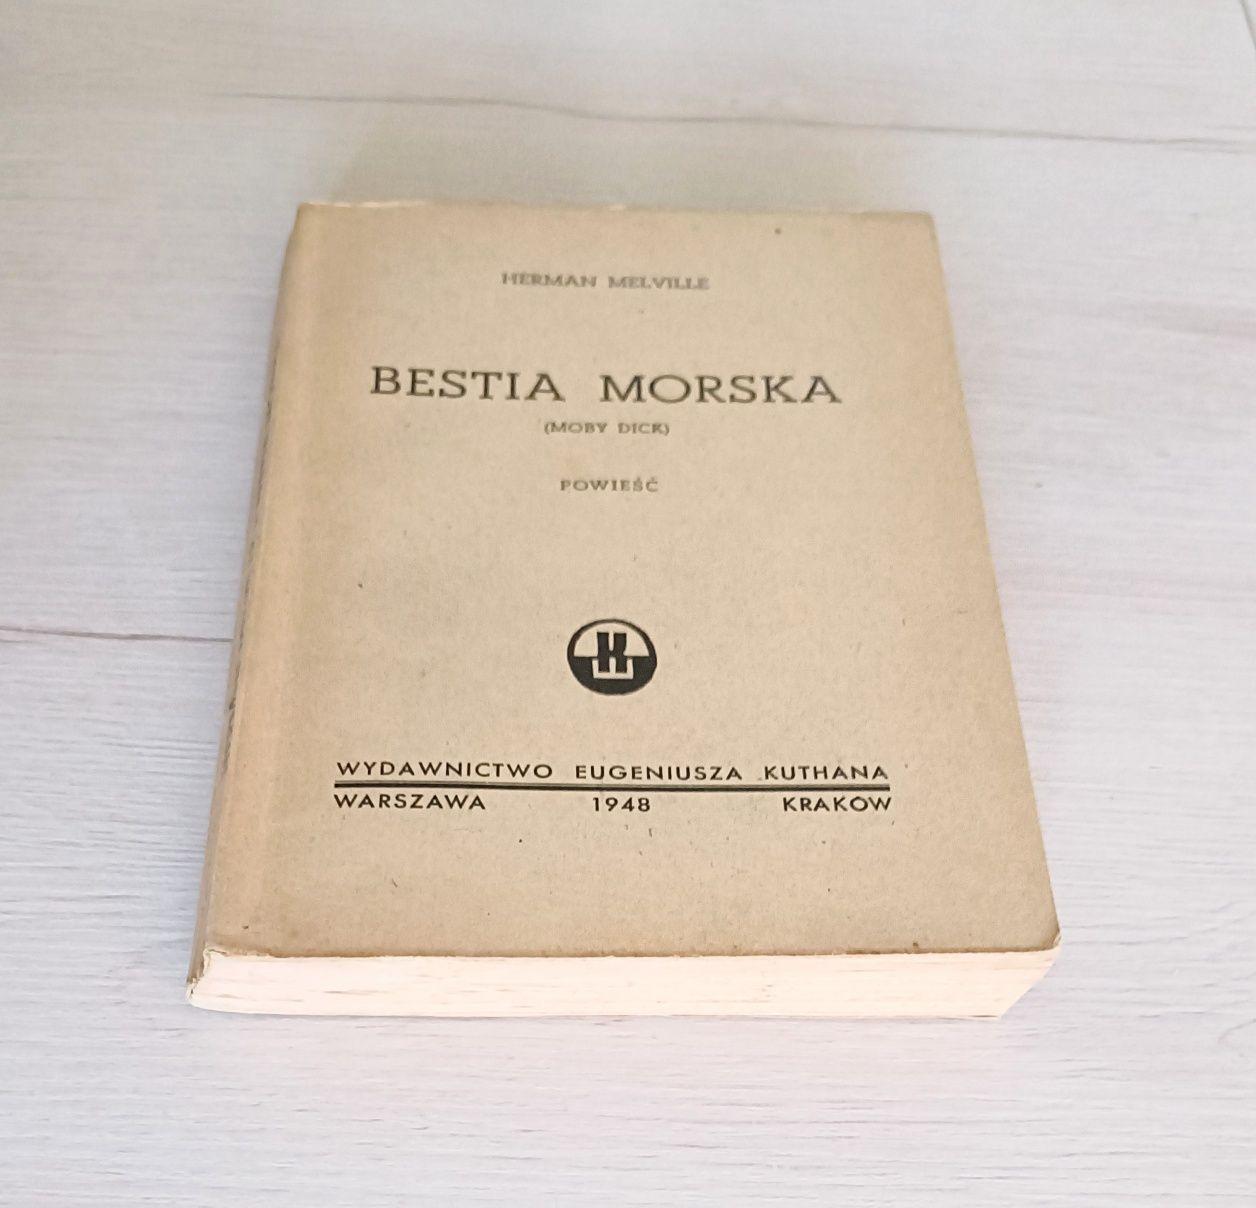 HERMAN MELVILLE
BESTIA MORSKA
(MOBY DICK)
POWIEŚĆ
K
WYDAWNICTWO EUGENIUSZA KUTHANA
WARSZAWA 1948 KRAKOW